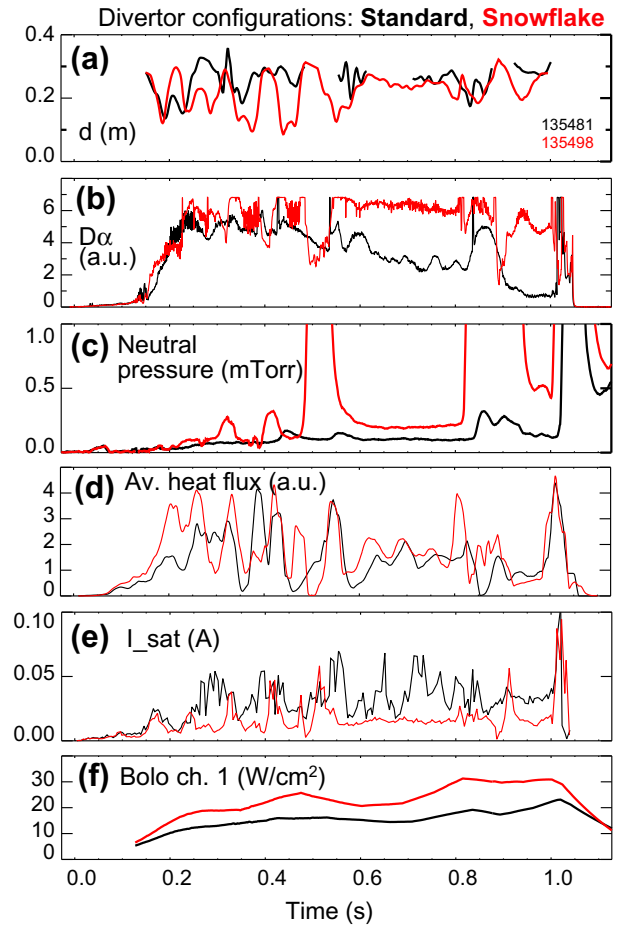 Divertor configurations: Standard, Snowflake
0.4
(a)
0.2
d (m)
135481
135498
0.0
(b)
6
Dα
4
(a.u.)
2
0
1.0
(c)
Neutral
pressure (mTorr)
0.5
0.0
(d)
Av. heat flux (a.u.)
4
3
2
1
0
0.10
(e)
I_sat (A)
0.05
0.00
(f)
Bolo ch. 1 (W/cm²)
30
20
10
0
0.0 0.2 0.4 0.6 0.8 1.0
Time (s)